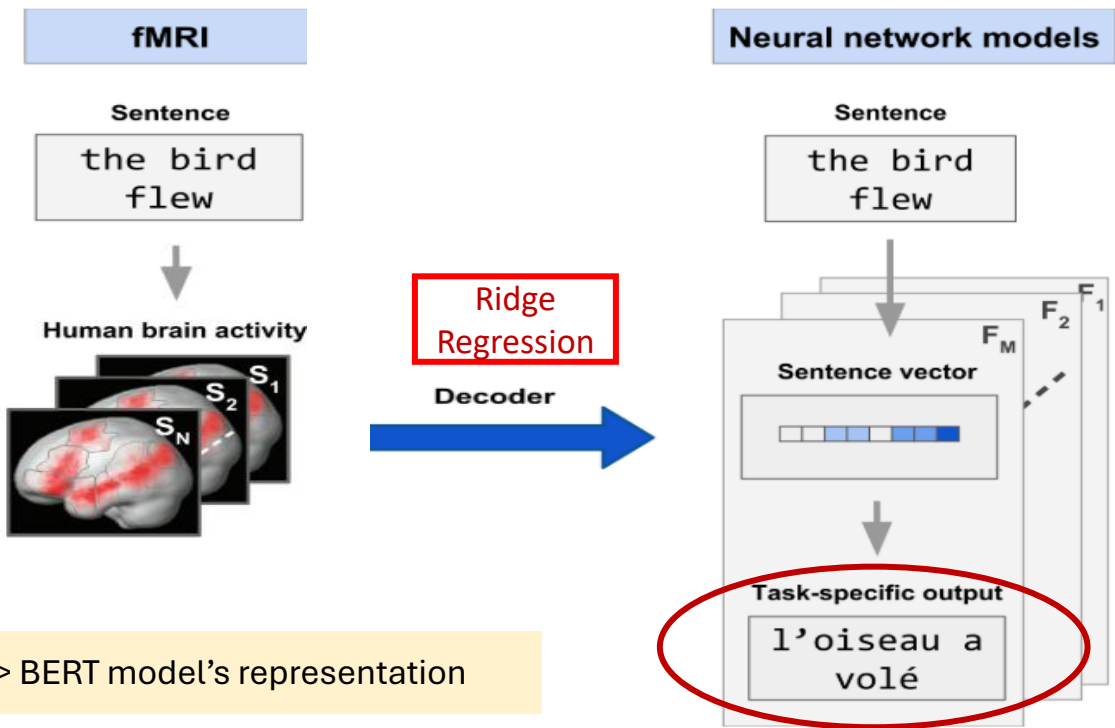 fMRI
Sentence
the bird
flew
Human brain activity
S1
S2
SN
Ridge
Regression
Decoder
Neural network models
Sentence
the bird
flew
F1
F2
FM
Sentence vector
Task-specific output
l’oiseau a
volé
> BERT model’s representation